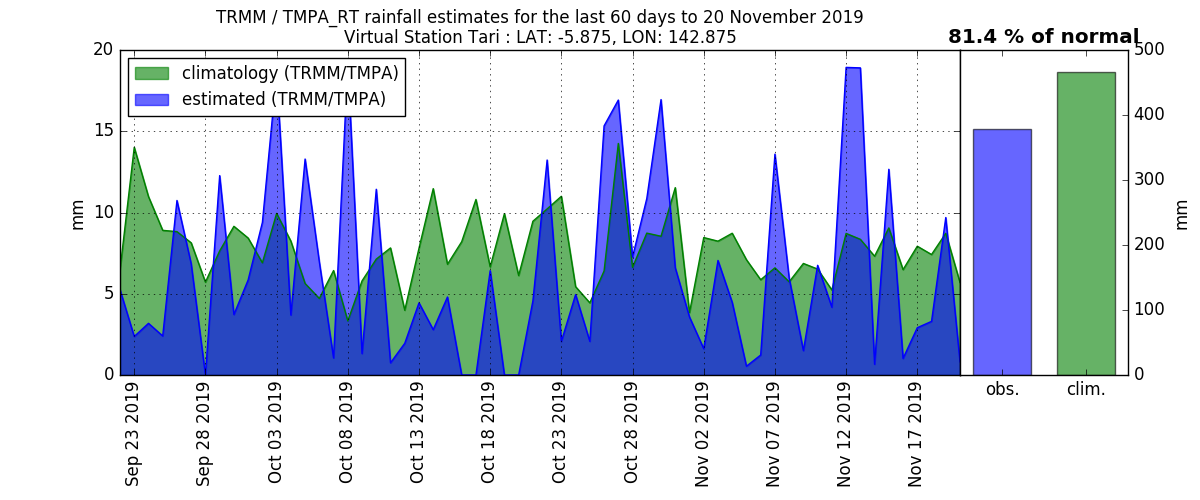 TRMM / TMPA_RT rainfall estimates for the last 60 days to 20 November 2019
Virtual Station Tari : LAT: -5.875, LON: 142.875
81.4 % of normal
climatology (TRMM/TMPA)
estimated (TRMM/TMPA)
20
15
10
5
0
mm
Sep 23 2019
Sep 28 2019
Oct 03 2019
Oct 08 2019
Oct 13 2019
Oct 18 2019
Oct 23 2019
Oct 28 2019
Nov 02 2019
Nov 07 2019
Nov 12 2019
Nov 17 2019
obs.
clim.
500
400
300
200
100
0
mm